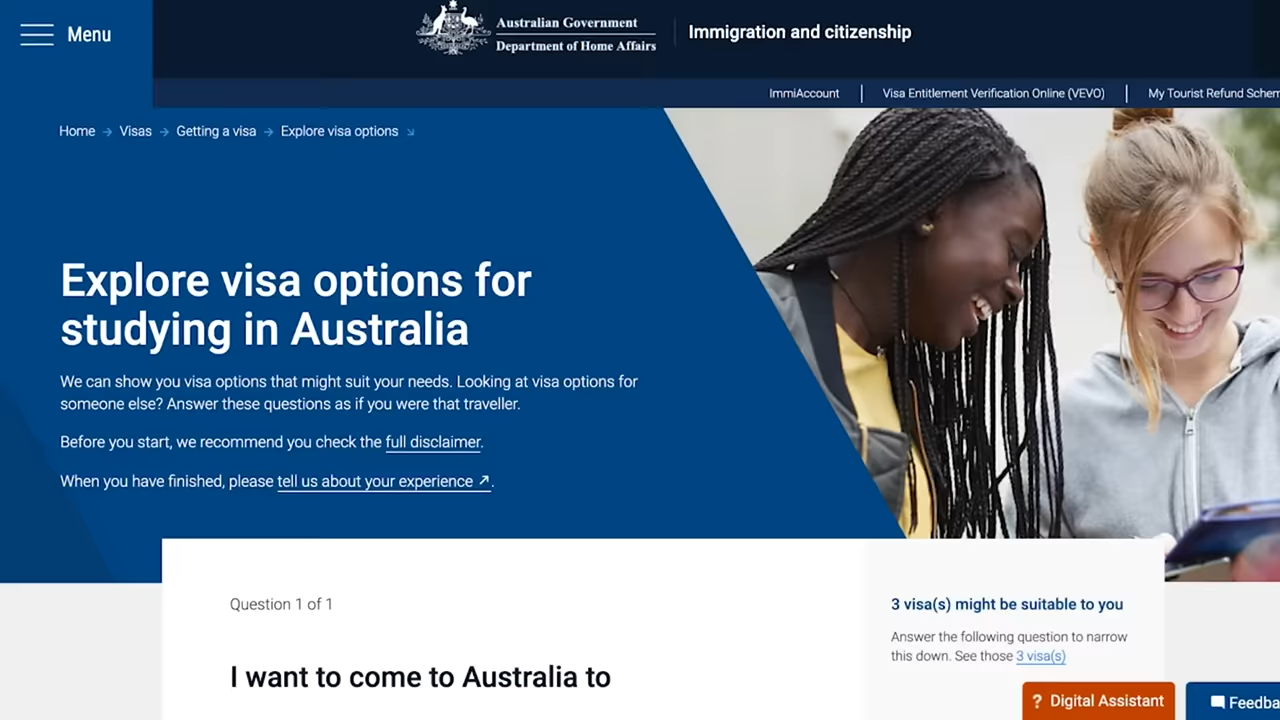 Menu
Australian Government
Department of Home Affairs
Immigration and citizenship
ImmiAccount
Visa Entitlement Verification Online (VEVO)
My Tourist Refund Schem
Home → Visas → Getting a visa → Explore visa options
Explore visa options for
studying in Australia
We can show you visa options that might suit your needs. Looking at visa options for
someone else? Answer these questions as if you were that traveller.
Before you start, we recommend you check the full disclaimer.
When you have finished, please tell us about your experience ↗.
Question 1 of 1
I want to come to Australia to
3 visa(s) might be suitable to you
Answer the following question to narrow
this down. See those 3 visa(s)
? Digital Assistant
Feedba